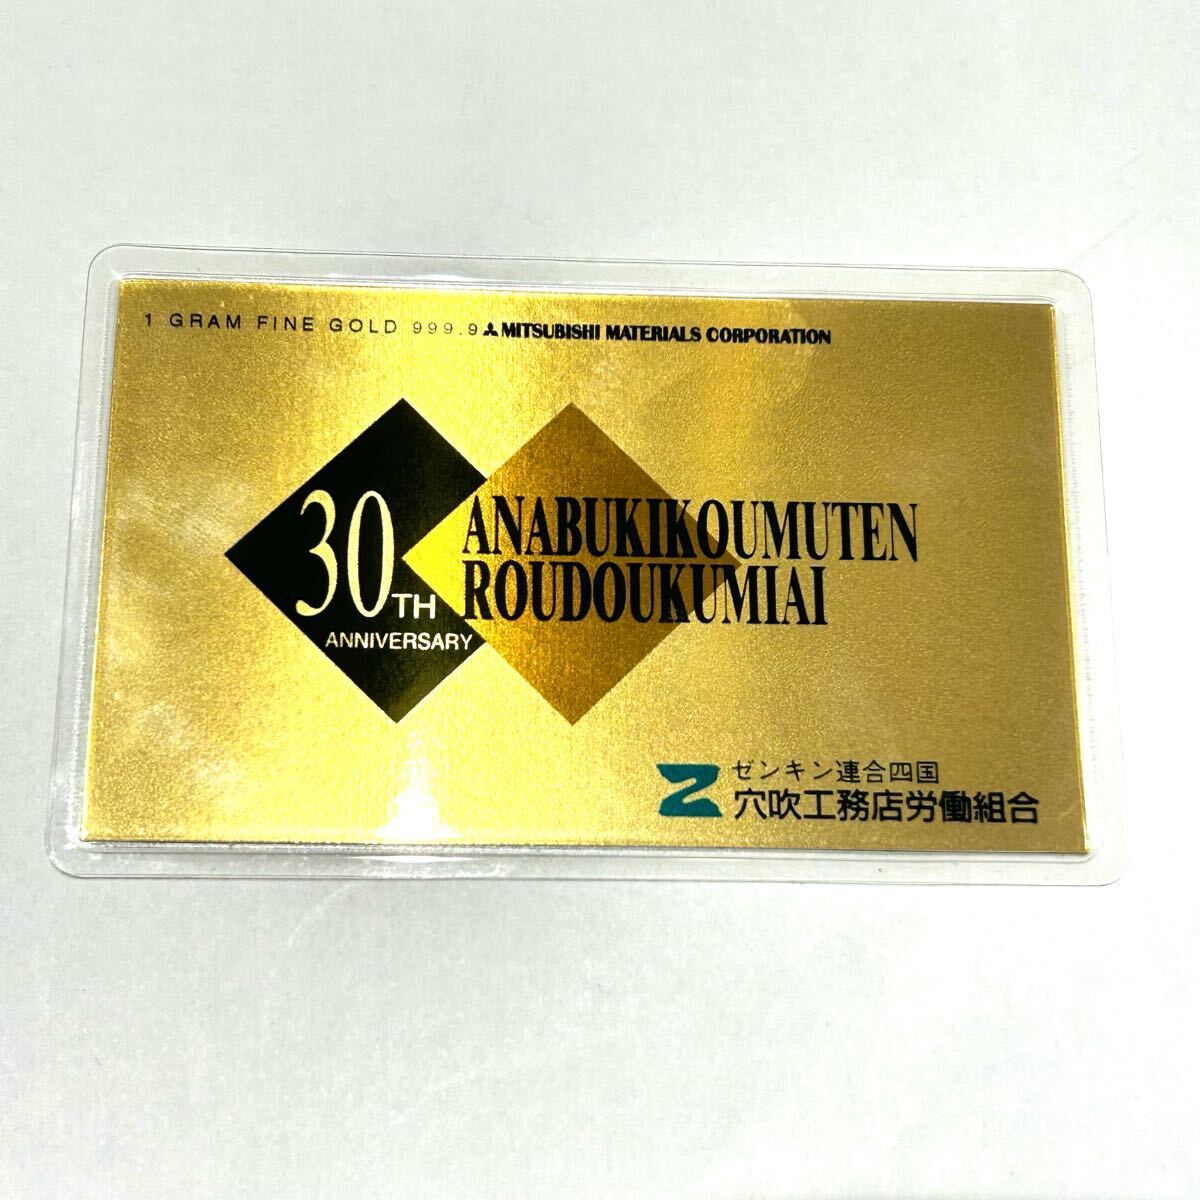 1 GRAM FINE GOLD 999.9 MITSUBISHI MATERIALS CORPORATION
30TH
ANNIVERSARY
ANABUKIKOUMUTEN
ROUDOUKUMIAI
ゼンキン連合四国
穴吹工務店労働組合